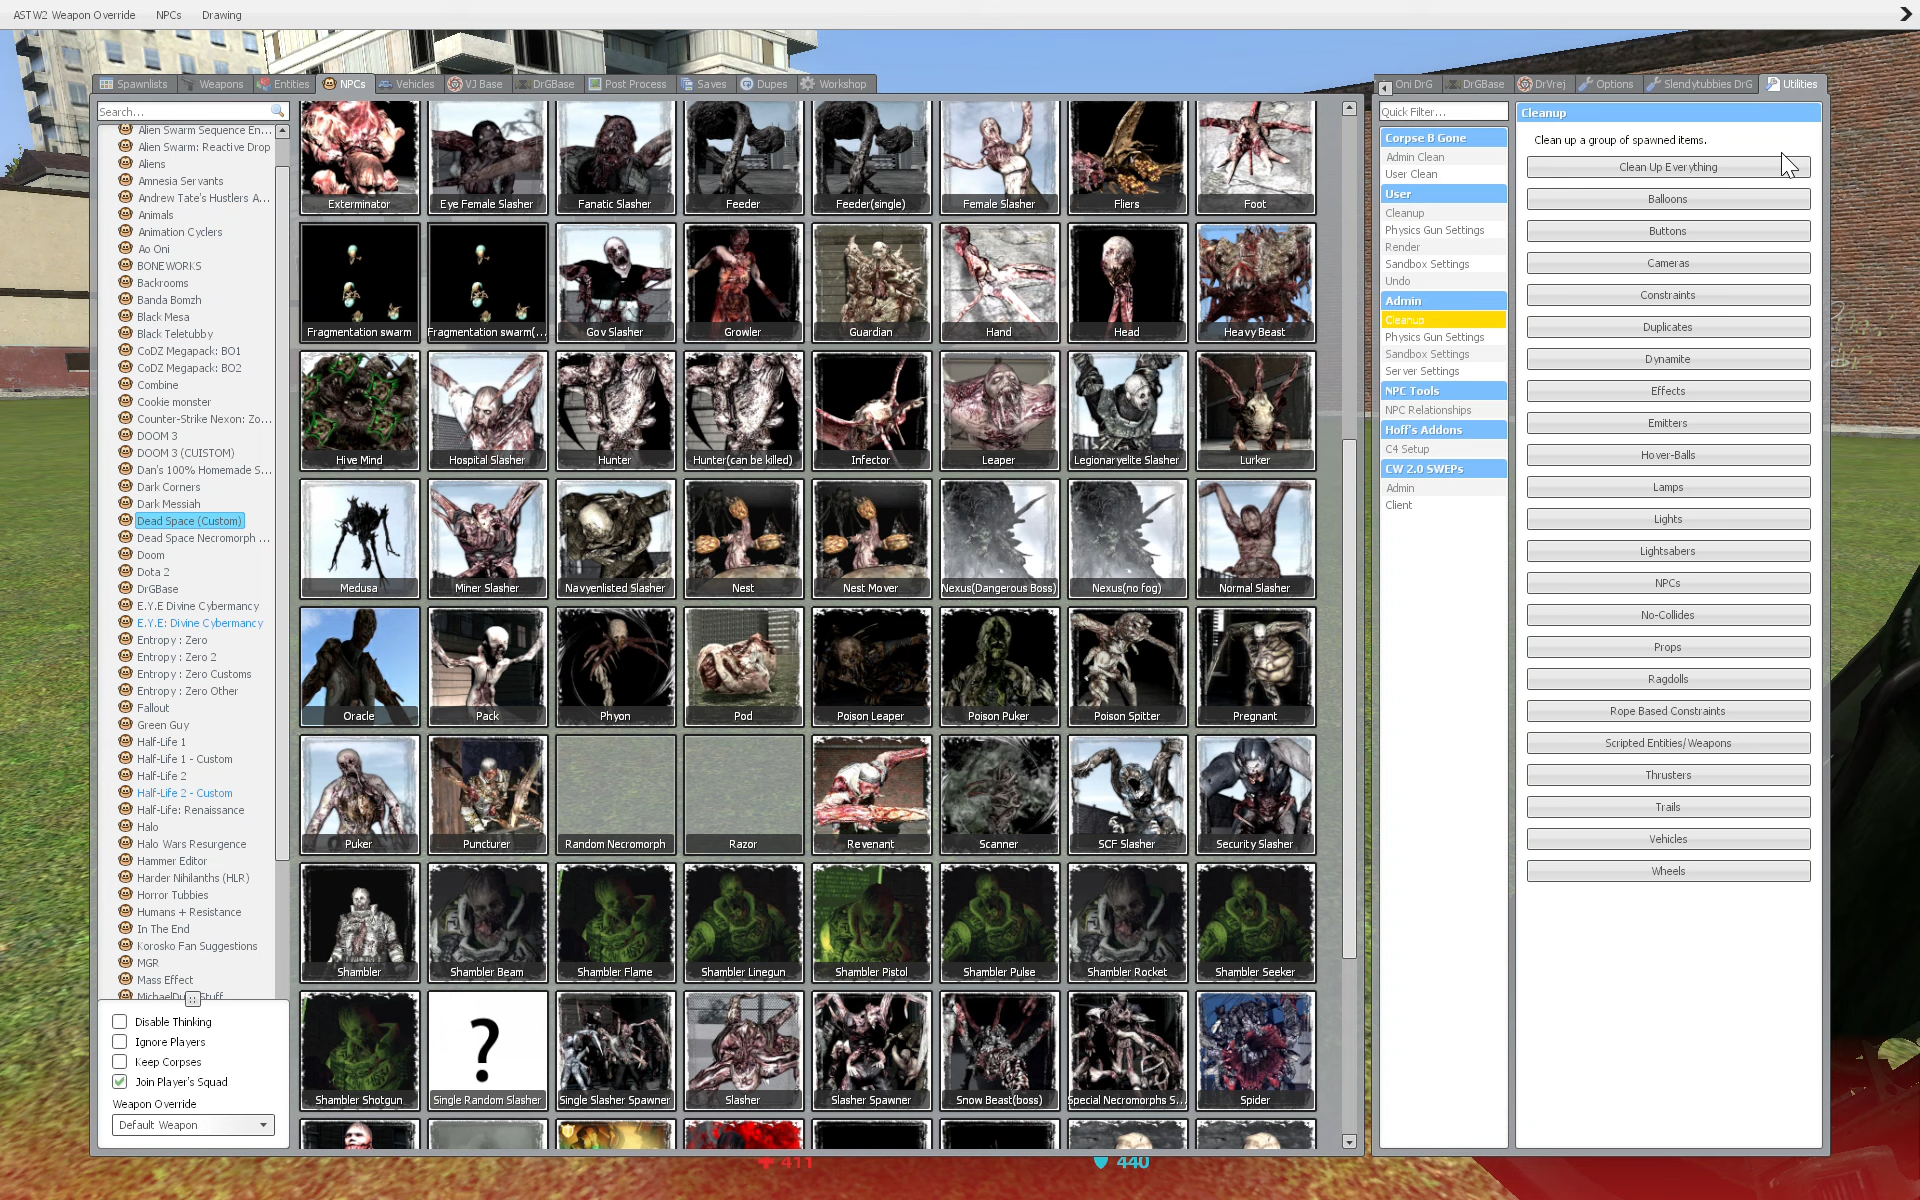 ASTW2 Weapon Override NPCs Drawing
Spawnlists Weapons Entities NPCs Vehicles VJ Base DrGBase Post Process Saves Dupes Workshop
Search...
Alien Swarm Sequence En...
Alien Swarm: Reactive Drop
Aliens
Amnesia Servants
Andrew Tate's Hustlers A...
Animals
Animation Cyclers
Ao Oni
BONEWORKS
Backrooms
Banda Bomzh
Black Mesa
Black Teletubby
CoDZ Megapack: BO1
CoDZ Megapack: BO2
Combine
Cookie monster
Counter-Strike Nexon: Zo...
DOOM 3
DOOM 3 (CUISTOM)
Dan's 100% Homemade S...
Dark Corners
Dark Messiah
Dead Space (Custom)
Dead Space Necromorph ...
Doom
Dota 2
DrGBase
E.Y.E Divine Cybermancy
E.Y.E: Divine Cybermancy
Entropy : Zero
Entropy : Zero 2
Entropy : Zero Customs
Entropy : Zero Other
Fallout
Green Guy
Half-Life 1
Half-Life 1 - Custom
Half-Life 2
Half-Life 2 - Custom
Half-Life: Renaissance
Halo
Halo Wars Resurgence
Hammer Editor
Harder Nihilanths (HLR)
Horror Tubbies
Humans + Resistance
In The End
Korosko Fan Suggestions
MGR
Mass Effect
Disable Thinking
Ignore Players
Keep Corpses
Join Player's Squad
Weapon Override
Default Weapon
Exterminator Eye Female Slasher Fanatic Slasher Feeder Feeder(single) Female Slasher Fliers Foot
Fragmentation swarm Fragmentation swarm(... Gov Slasher Growler Guardian Hand Head Heavy Beast
Hive Mind Hospital Slasher Hunter Hunter(can be killed) Infector Leaper Legionaryelite Slasher Lurker
Medusa Miner Slasher Navyenlisted Slasher Nest Nest Mover Nexus(Dangerous Boss) Nexus(no fog) Normal Slasher
Oracle Pack Phyon Pod Poison Leaper Poison Puker Poison Spitter Pregnant
Puker Puncturer Random Necromorph Razor Revenant Scanner SCF Slasher Security Slasher
Shambler Shambler Beam Shambler Flame Shambler Linegun Shambler Pistol Shambler Pulse Shambler Rocket Shambler Seeker
Shambler Shotgun Single Random Slasher Single Slasher Spawner Slasher Slasher Spawner Snow Beast(boss) Special Necromorphs S... Spider
?
411 440
Oni DrG DrGBase DrVrej Options Slendytubbies DrG Utilities
Quick Filter...
Corpse B Gone
Admin Clean
User Clean
User
Cleanup
Physics Gun Settings
Render
Sandbox Settings
Undo
Admin
Cleanup
Physics Gun Settings
Sandbox Settings
Server Settings
NPC Tools
NPC Relationships
Hoff's Addons
C4 Setup
CW 2.0 SWEPs
Admin
Client
Cleanup
Clean up a group of spawned items.
Clean Up Everything
Balloons
Buttons
Cameras
Constraints
Duplicates
Dynamite
Effects
Emitters
Hover-Balls
Lamps
Lights
Lightsabers
NPCs
No-Collides
Props
Ragdolls
Rope Based Constraints
Scripted Entities/Weapons
Thrusters
Trails
Vehicles
Wheels